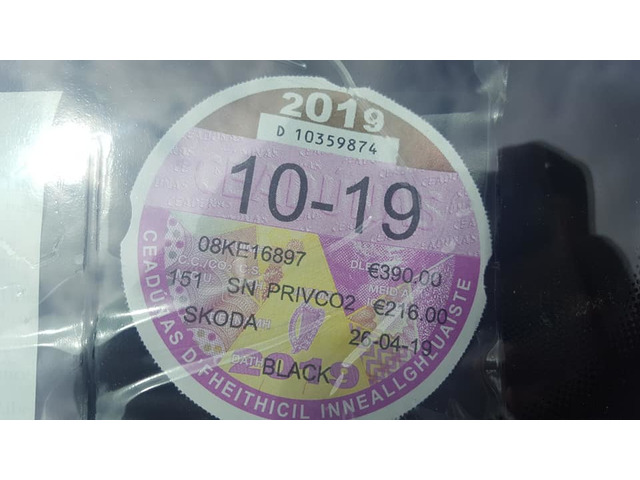 2019
D 10359874
10-19
08KE16897 €390.00
151 SN PRIVCO2 €216.00
SKODA 26-04-19
BLACK
2019
CEADÚNAS D'FHEITHICIL INNEALLGHLUAISTE